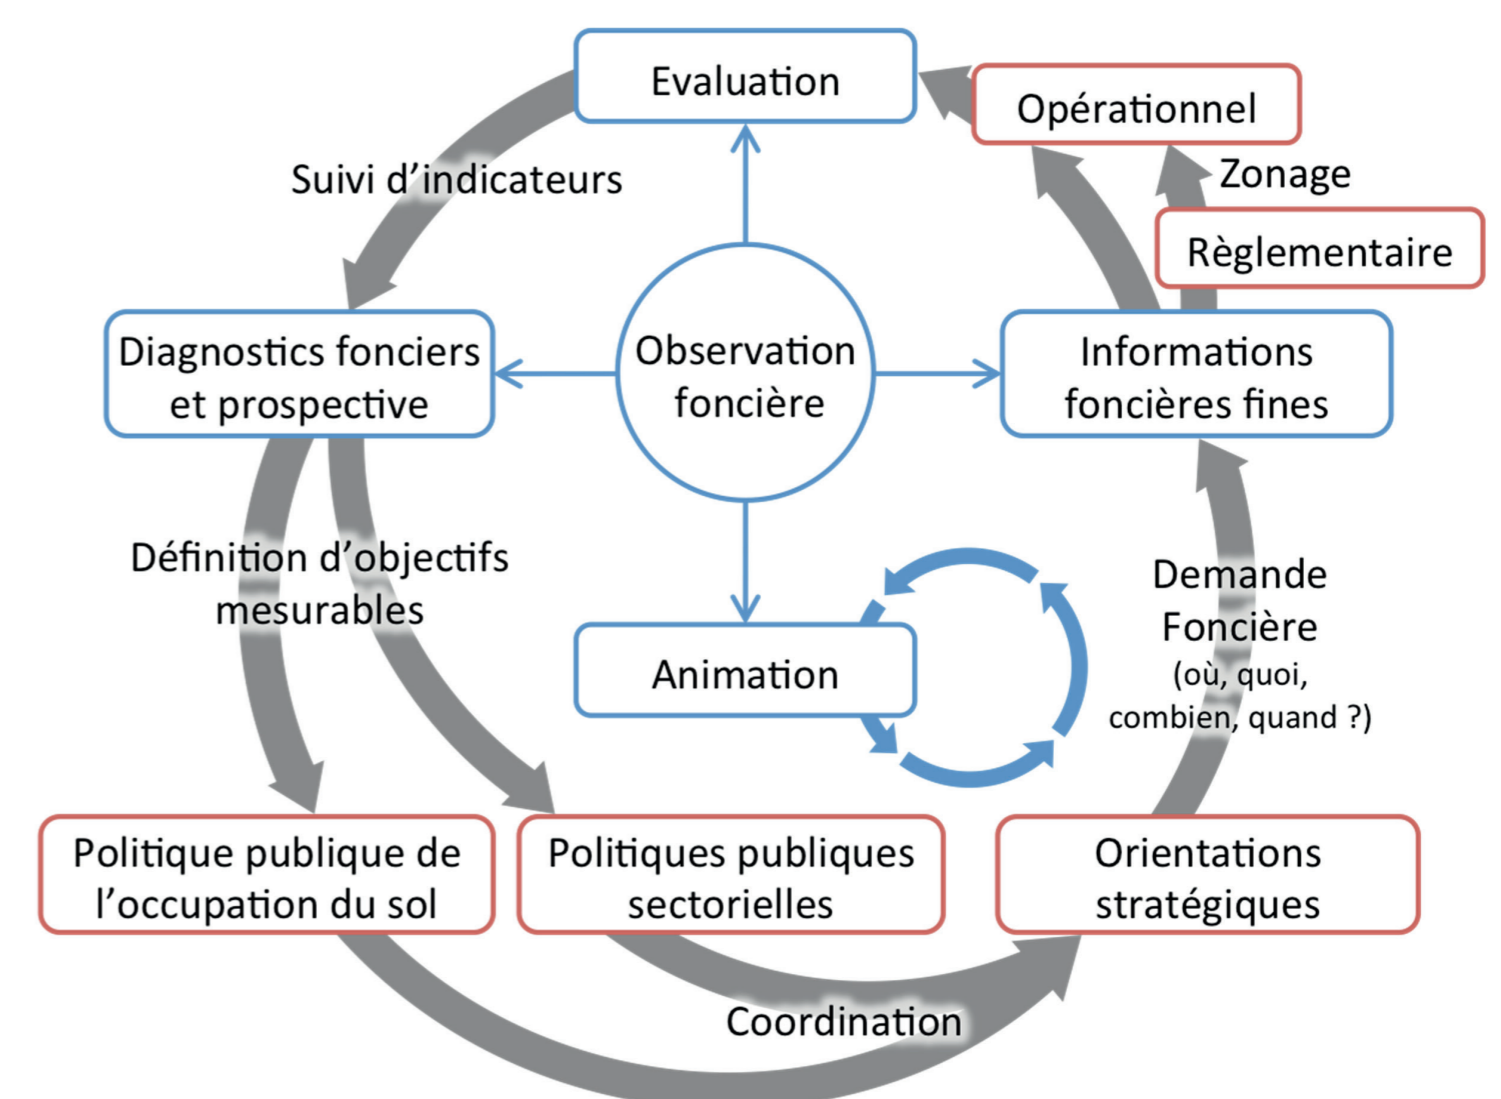 Evaluation
Opérationnel
Suivi d'indicateurs
Zonage
Règlementaire
Diagnostics fonciers
et prospective
Observation
foncière
Informations
foncières fines
Définition d'objectifs
mesurables
Demande
Foncière
(où, quoi,
combien, quand ?)
Animation
Politique publique de
l'occupation du sol
Politiques publiques
sectorielles
Orientations
stratégiques
Coordination